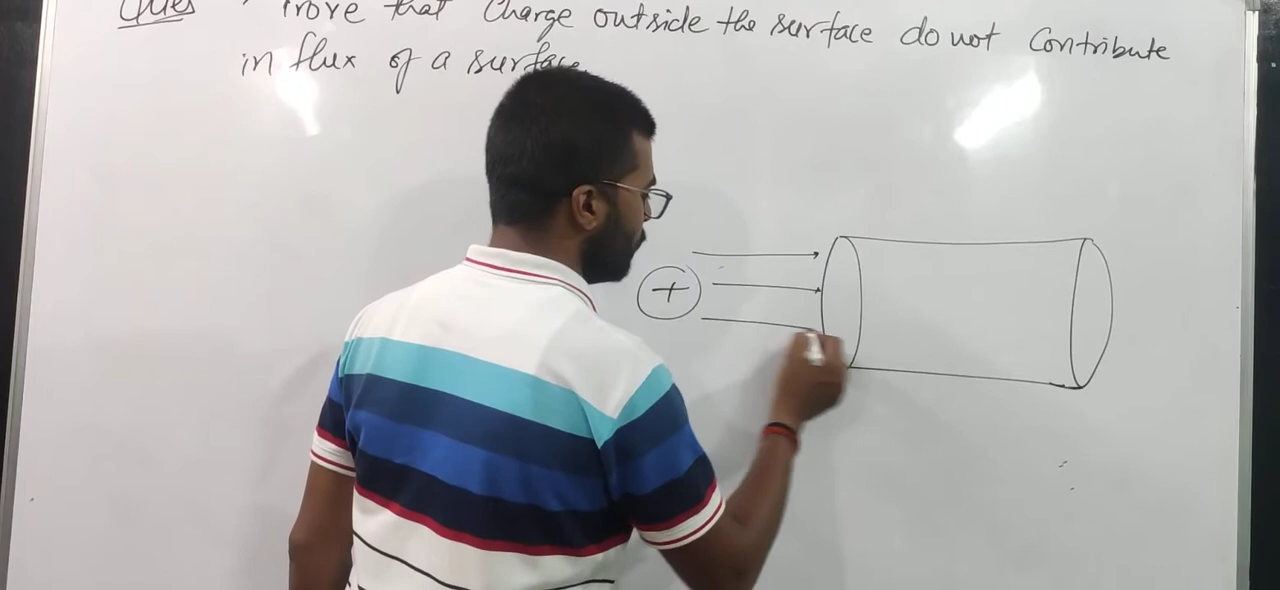 Ques : Prove that Charge outside the surface do not Contribute
in flux of a surface
+